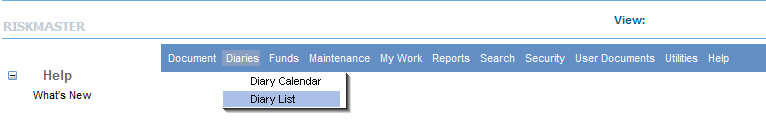 View:
RISKMASTER
Document Diaries Funds Maintenance My Work Reports Search Security User Documents Utilities Help
Help
Diary Calendar
What's New
Diary List